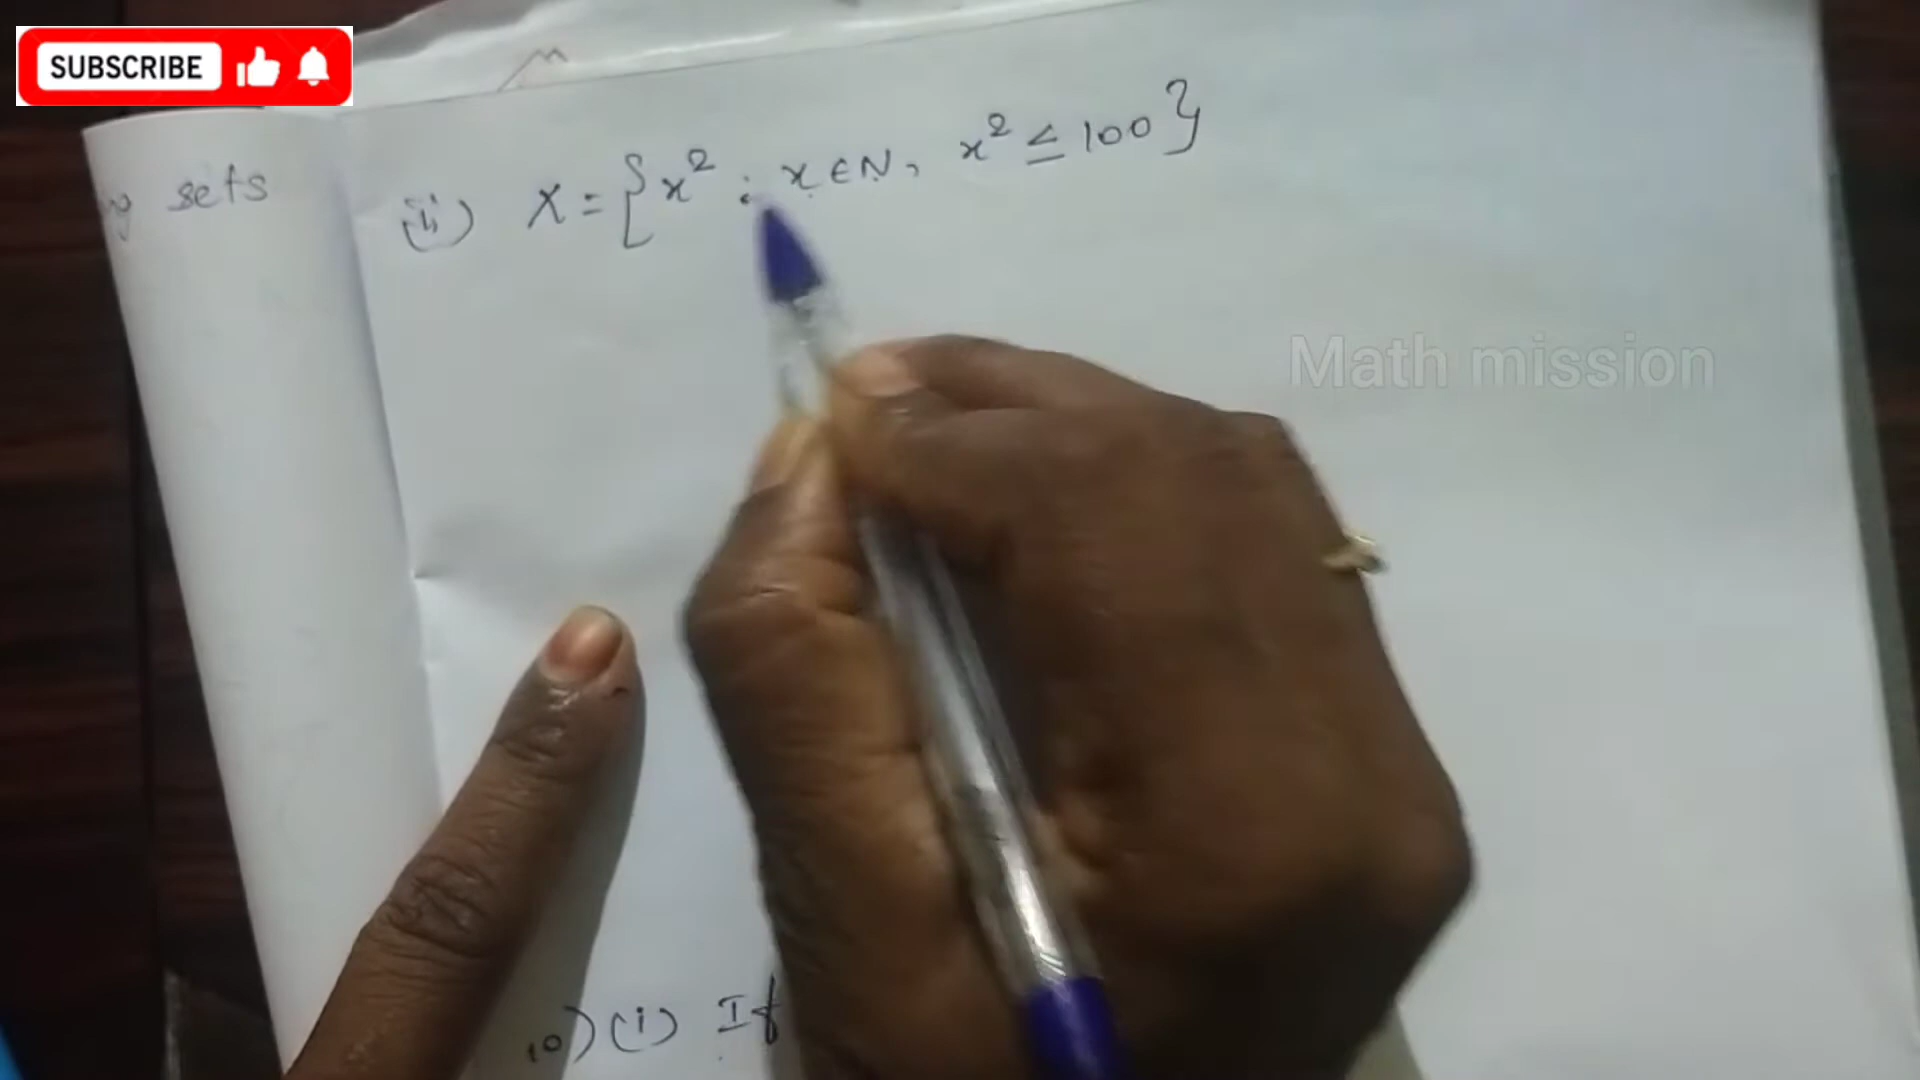 SUBSCRIBE
sets
(ii) X = {x² : x ∈ N, x² ≤ 100}
Math mission
10) (i) If